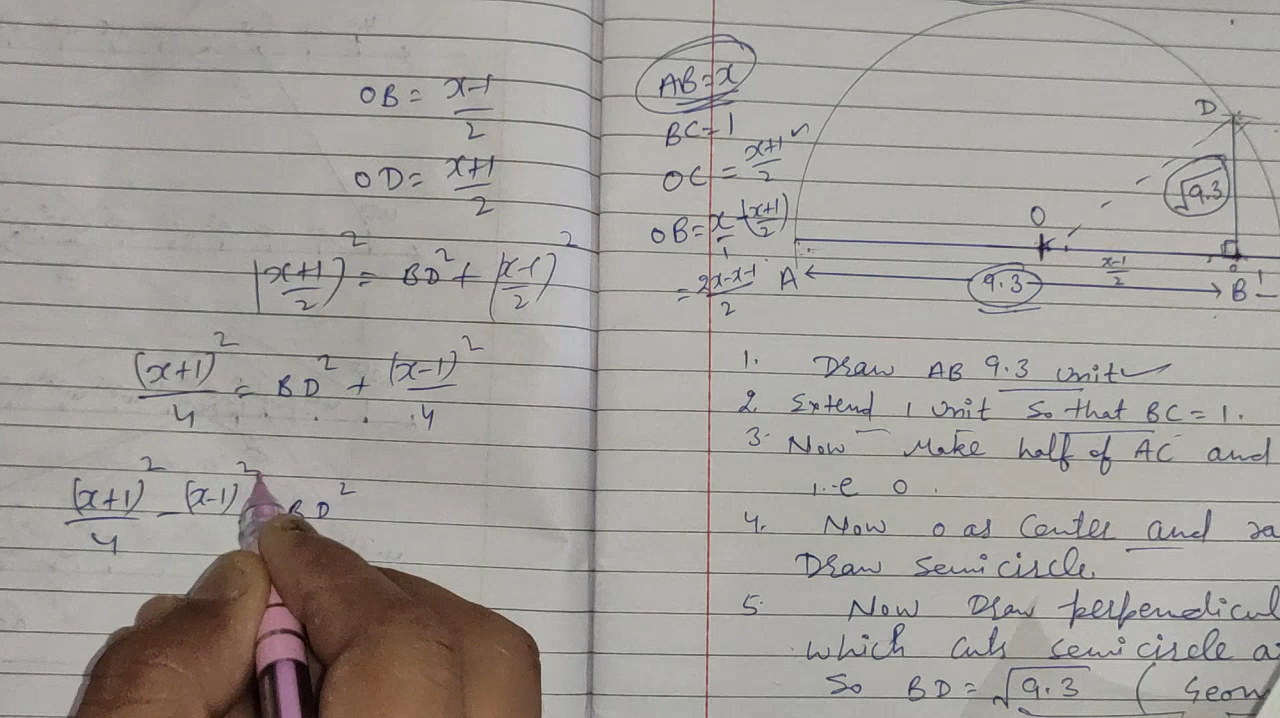 OB = x-1/2
OD = x+1/2
(x+1/2)² = BD² + (x-1/2)²
(x+1)²/4 = BD² + (x-1)²/4
(x+1)²/4 - (x-1)² BD²
AB = x
BC = 1
OC = x+1/2
OB = x/1 - (x+1/2)
= 2x-x-1/2
D
√9.3
O
x-1/2
A
9.3
B
1
1. Draw AB 9.3 unit
2. Extend 1 unit so that BC = 1.
3. Now Make half of AC and
i.e O.
4. Now O as Center and ra
Draw Semicircle.
5. Now Draw perpendicul
which cuts semicircle a
So BD = √9.3 ( Geom